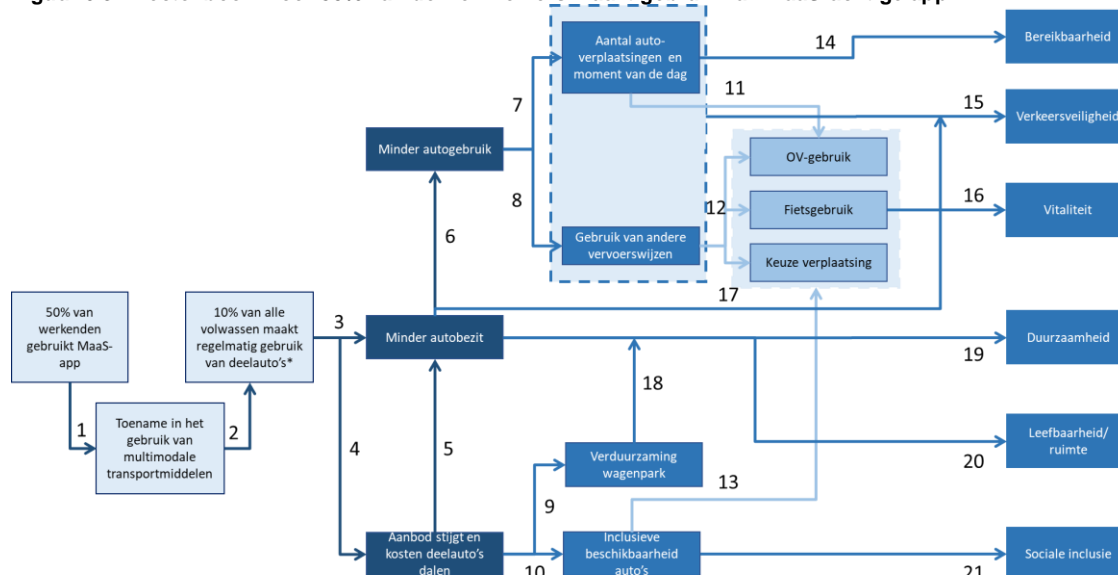 Aantal auto-
verplaatsingen en
moment van de dag
14
Bereikbaarheid
7
11
15
Verkeersveiligheid
Minder autogebruik
OV-gebruik
8
12
Fietsgebruik
16
Vitaliteit
6
Gebruik van andere
vervoerswijzen
Keuze verplaatsing
17
50% van
werkenden
gebruikt MaaS-
app
10% van alle
volwassen maakt
regelmatig gebruik
van deelauto's*
3
Minder autobezit
Duurzaamheid
19
18
1
Toename in het
gebruik van
multimodale
transportmiddelen
2
4
5
Verduurzaming
wagenpark
13
Leefbaarheid/
ruimte
20
9
Aanbod stijgt en
kosten deelauto's
dalen
10
Inclusieve
beschikbaarheid
auto's
Sociale inclusie
21